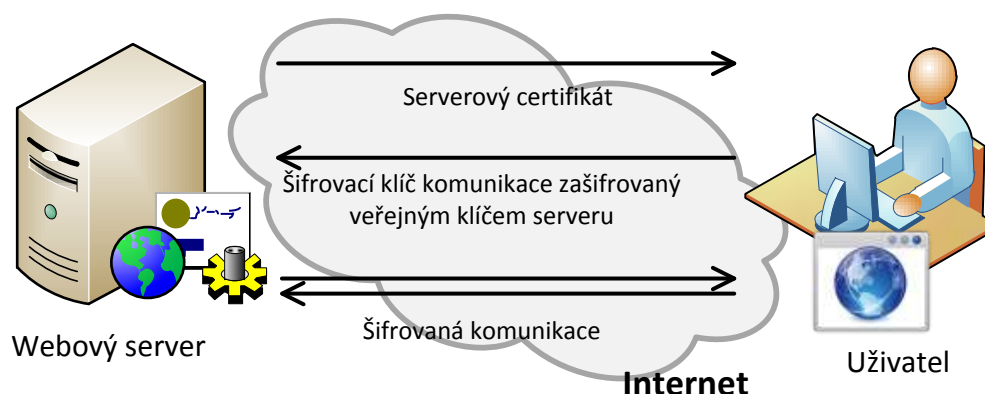 Serverový certifikát
Šifrovací klíč komunikace zašifrovaný
veřejným klíčem serveru
Šifrovaná komunikace
Webový server
Uživatel
Internet